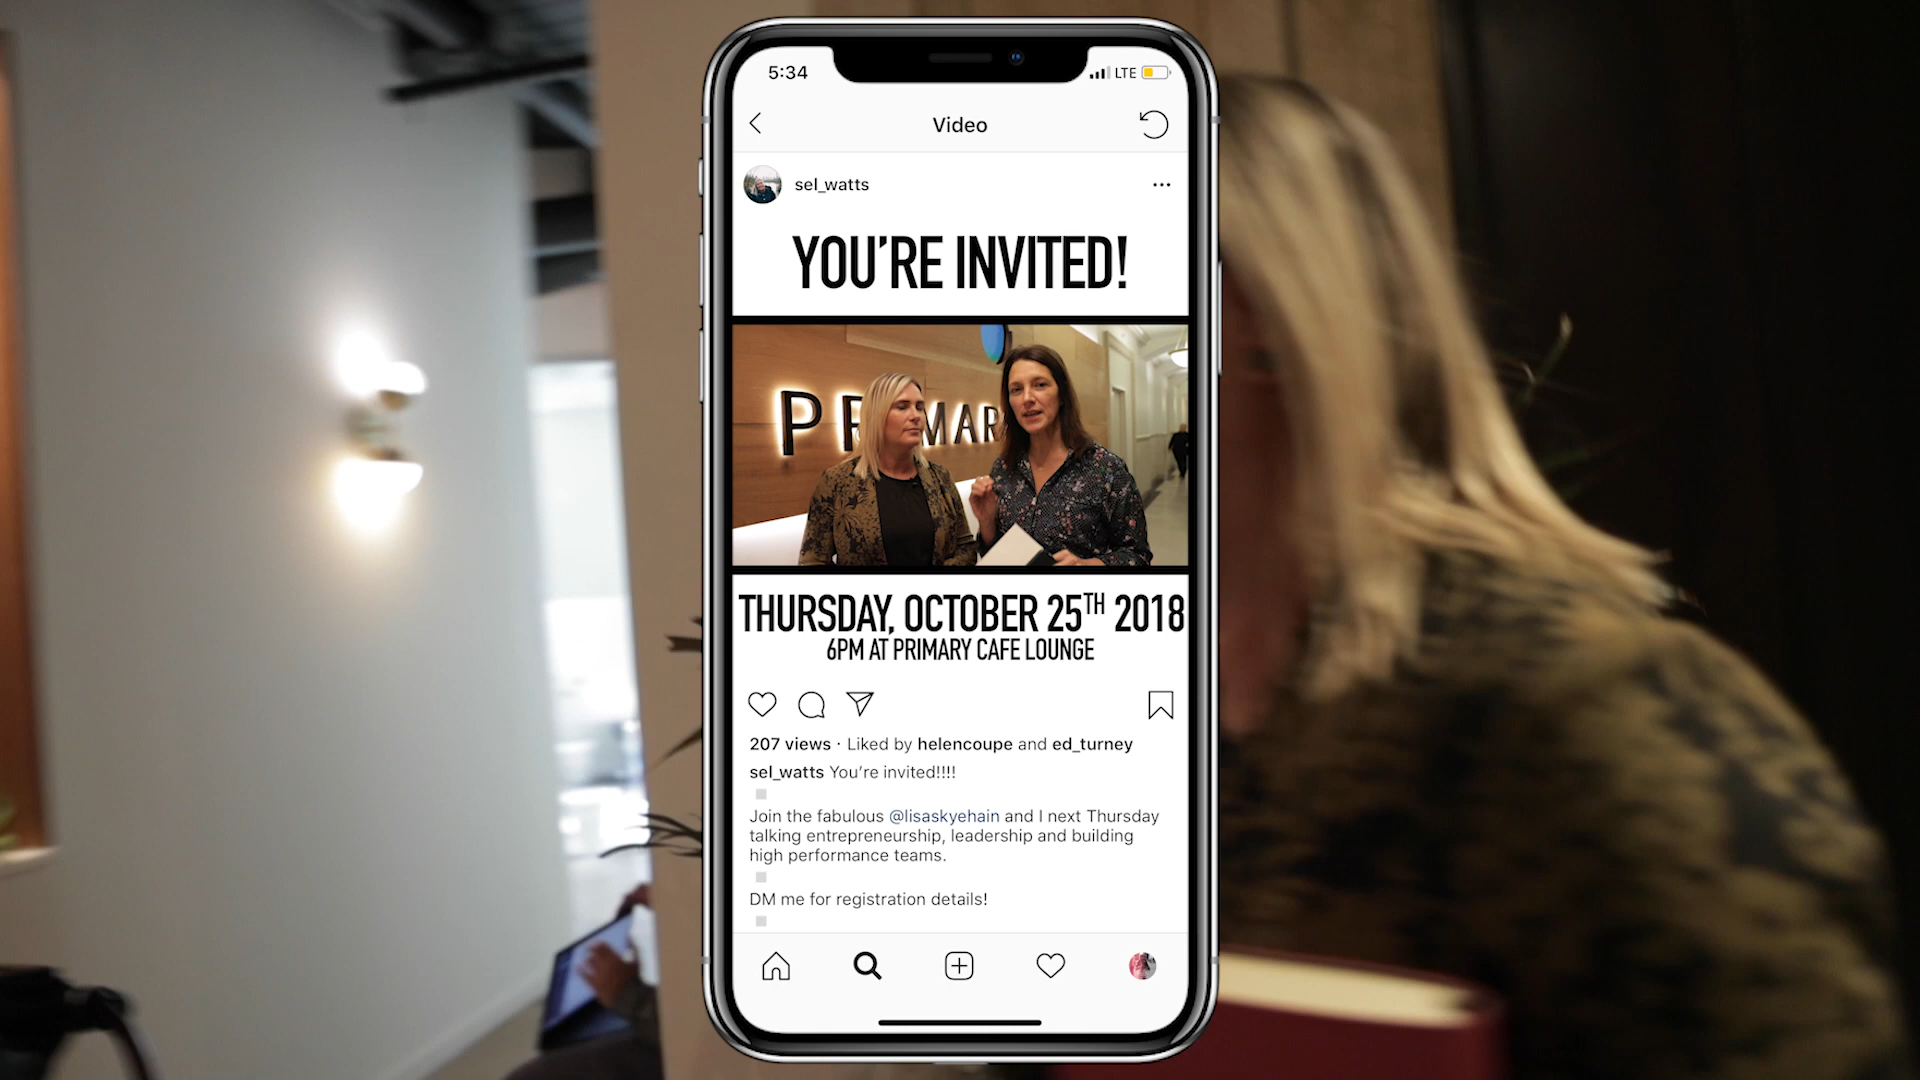 5:34
LTE
Video
sel_watts
YOU'RE INVITED!
PRIMAR
THURSDAY, OCTOBER 25TH 2018
6PM AT PRIMARY CAFE LOUNGE
207 views · Liked by helencoupe and ed_turney
sel_watts You're invited!!!!
Join the fabulous @lisaskyehain and I next Thursday
talking entrepreneurship, leadership and building
high performance teams.
DM me for registration details!